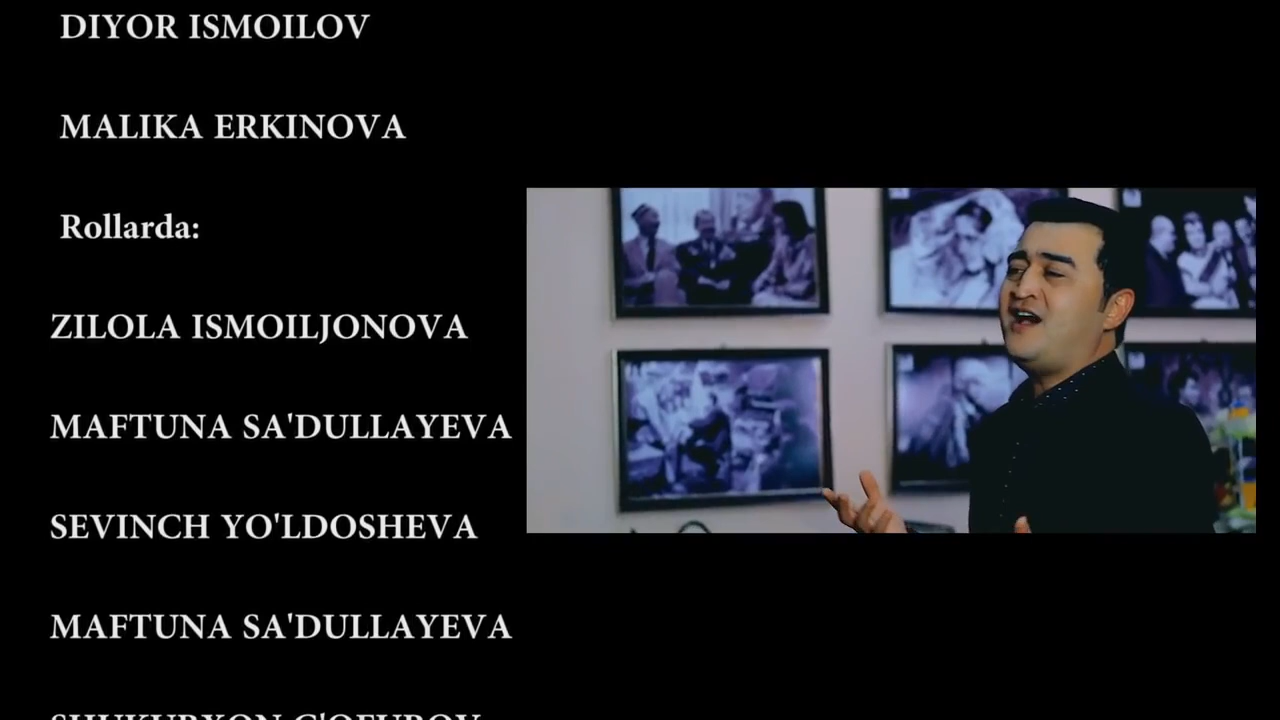 DIYOR ISMOILOV
MALIKA ERKINOVA
Rollarda:
ZILOLA ISMOILJONOVA
MAFTUNA SA'DULLAYEVA
SEVINCH YO'LDOSHEVA
MAFTUNA SA'DULLAYEVA